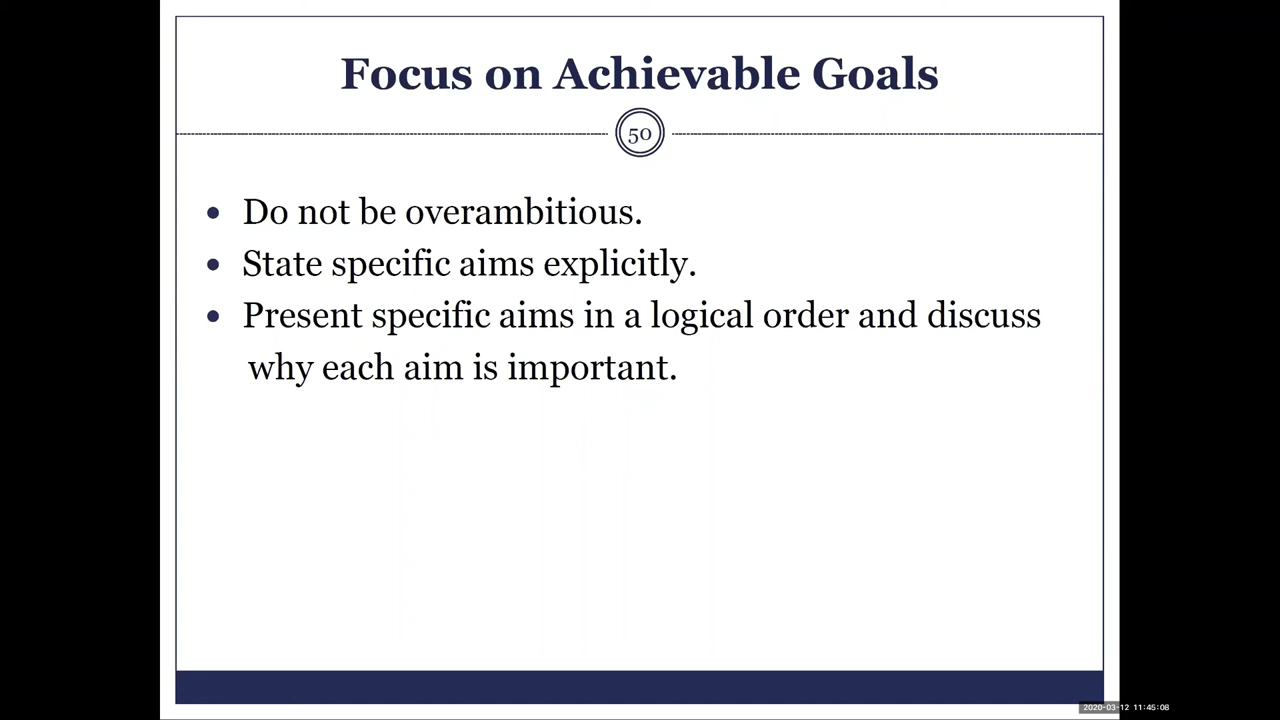 Focus on Achievable Goals
50
• Do not be overambitious.
• State specific aims explicitly.
• Present specific aims in a logical order and discuss
why each aim is important.
2020-03-12 11:45:08